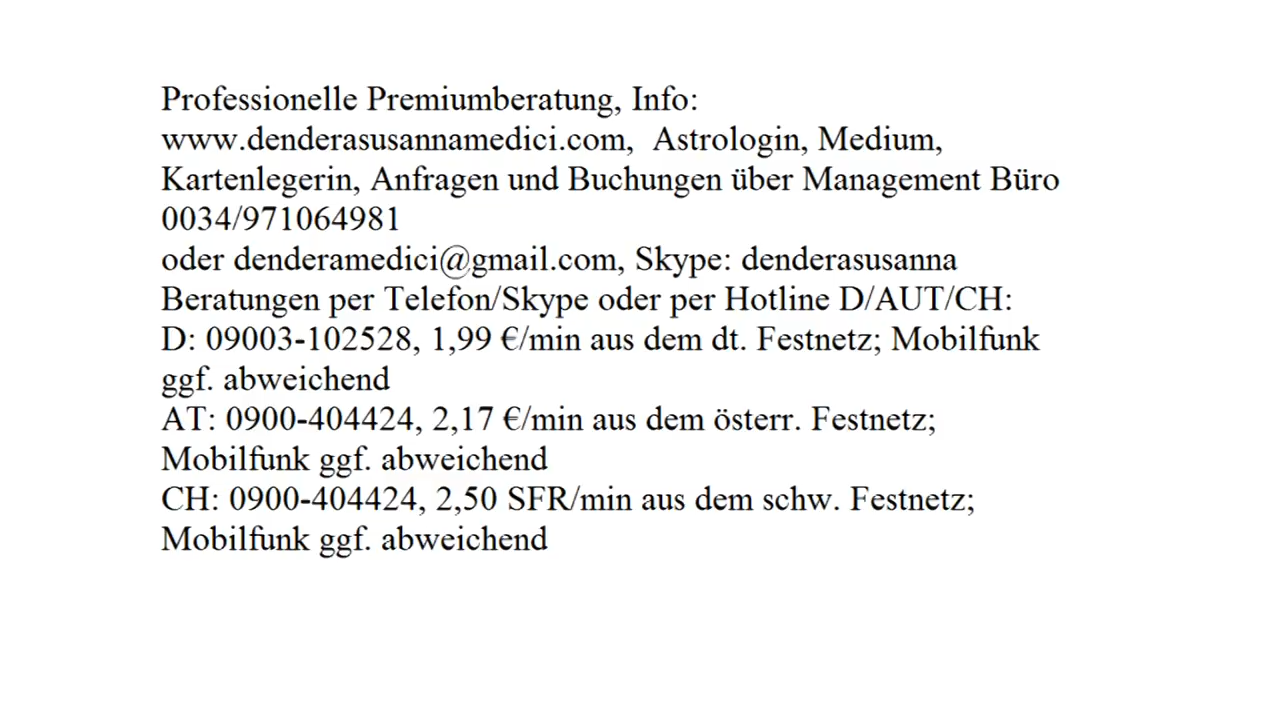 Professionelle Premiumberatung, Info:
www.denderasusannamedici.com,  Astrologin, Medium,
Kartenlegerin, Anfragen und Buchungen über Management Büro
0034/971064981
oder denderamedici@gmail.com, Skype: denderasusanna
Beratungen per Telefon/Skype oder per Hotline D/AUT/CH:
D: 09003-102528, 1,99 €/min aus dem dt. Festnetz; Mobilfunk
ggf. abweichend
AT: 0900-404424, 2,17 €/min aus dem österr. Festnetz;
Mobilfunk ggf. abweichend
CH: 0900-404424, 2,50 SFR/min aus dem schw. Festnetz;
Mobilfunk ggf. abweichend